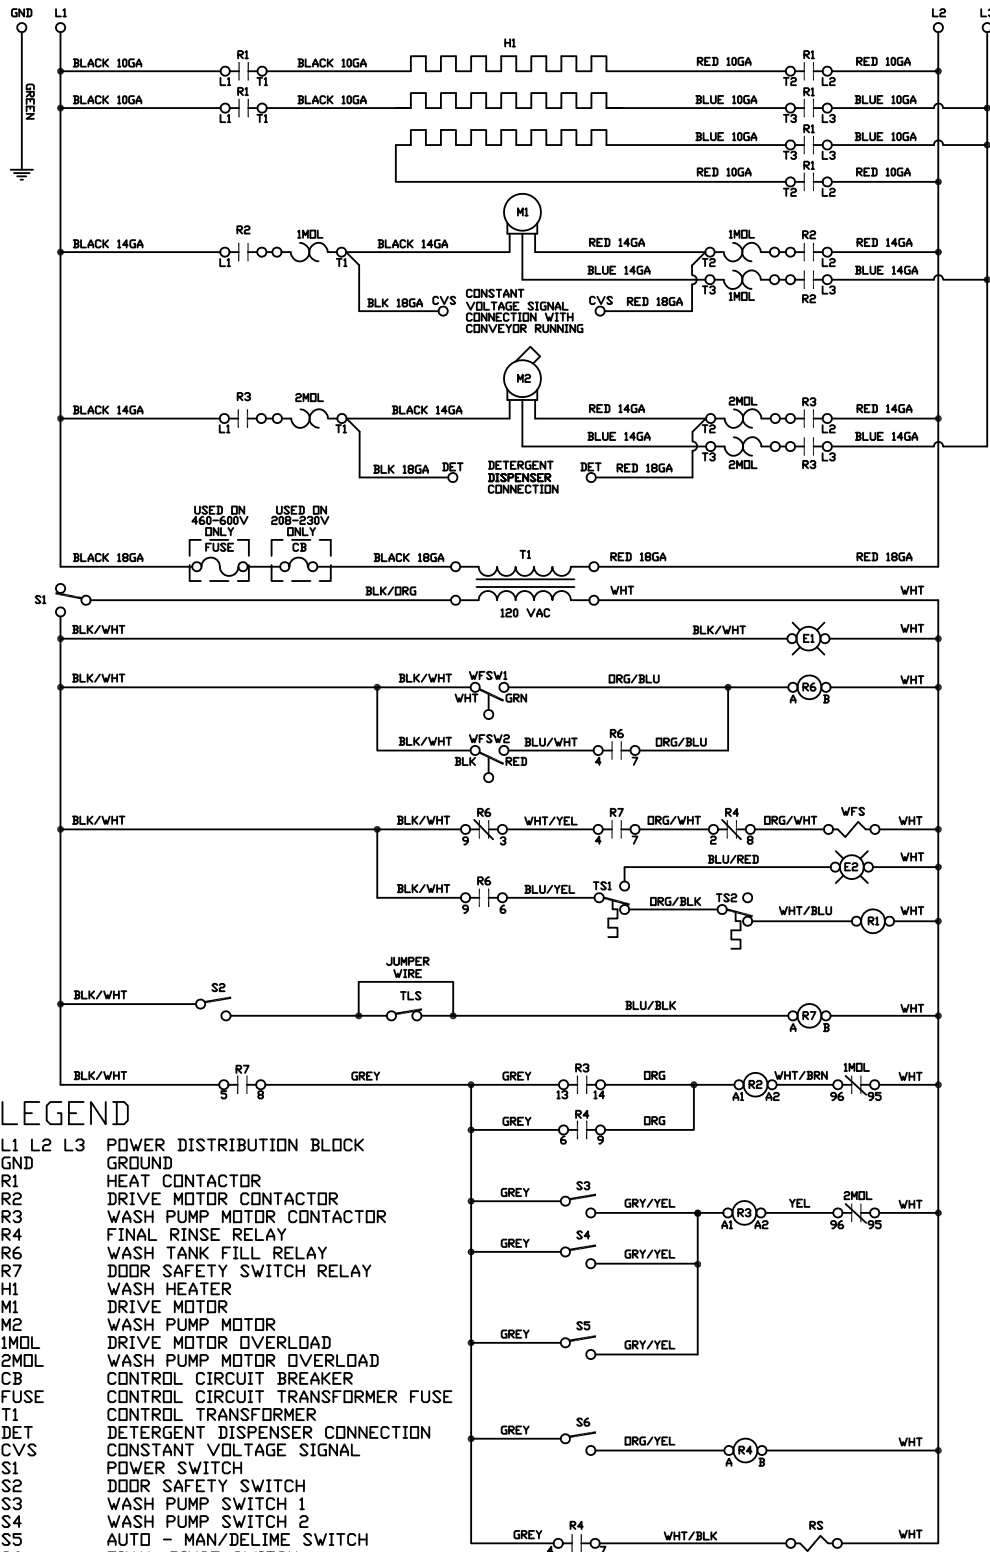 GND L1 L2
GREEN
H1
BLACK 10GA R1 BLACK 10GA RED 10GA R1 RED 10GA
L1 T1 T2 L2
BLACK 10GA R1 BLACK 10GA BLUE 10GA R1 BLUE 10GA
L1 T1 T3 L3
BLUE 10GA R1 BLUE 10GA
T3 L3
RED 10GA R1 RED 10GA
T2 L2
M1
BLACK 14GA R2 1MOL BLACK 14GA RED 14GA 1MOL R2 RED 14GA
L1 T1 T2 L2
BLUE 14GA BLUE 14GA
T3 1MOL R2 L3
BLK 18GA CVS CONSTANT VOLTAGE SIGNAL CONNECTION WITH CONVEYOR RUNNING CVS RED 18GA
M2
BLACK 14GA R3 2MOL BLACK 14GA RED 14GA 2MOL R3 RED 14GA
L1 T1 T2 L2
BLUE 14GA BLUE 14GA
T3 2MOL R3 L3
BLK 18GA DET DETERGENT DISPENSER CONNECTION DET RED 18GA
USED ON 460-600V ONLY
USED ON 208-230V ONLY
BLACK 18GA FUSE CB BLACK 18GA T1 RED 18GA RED 18GA
S1 BLK/ORG WHT WHT
120 VAC
BLK/WHT BLK/WHT E1 WHT
BLK/WHT BLK/WHT WFSW1 ORG/BLU R6 WHT
WHT GRN A B
BLK/WHT WFSW2 BLU/WHT R6 ORG/BLU
BLK RED 4 7
BLK/WHT BLK/WHT R6 WHT/YEL R7 ORG/WHT R4 ORG/WHT WFS WHT
9 3 4 7 2 8
BLU/RED E2 WHT
BLK/WHT R6 BLU/YEL TS1 ORG/BLK TS2 WHT/BLU R1 WHT
9 6
JUMPER WIRE
BLK/WHT S2 TLS BLU/BLK R7 WHT
A B
BLK/WHT R7 GREY GREY R3 ORG R2 WHT/BRN 1MOL WHT
5 8 13 14 A1 A2 96 95
GREY R4 ORG
6 9
GREY S3 GRY/YEL R3 YEL 2MOL WHT
A1 A2 96 95
GREY S4 GRY/YEL
GREY S5 GRY/YEL
GREY S6 ORG/YEL R4 WHT
A B
GREY R4 WHT/BLK RS WHT
LEGEND
L1 L2 L3 POWER DISTRIBUTION BLOCK
GND GROUND
R1 HEAT CONTACTOR
R2 DRIVE MOTOR CONTACTOR
R3 WASH PUMP MOTOR CONTACTOR
R4 FINAL RINSE RELAY
R6 WASH TANK FILL RELAY
R7 DOOR SAFETY SWITCH RELAY
H1 WASH HEATER
M1 DRIVE MOTOR
M2 WASH PUMP MOTOR
1MOL DRIVE MOTOR OVERLOAD
2MOL WASH PUMP MOTOR OVERLOAD
CB CONTROL CIRCUIT BREAKER
FUSE CONTROL CIRCUIT TRANSFORMER FUSE
T1 CONTROL TRANSFORMER
DET DETERGENT DISPENSER CONNECTION
CVS CONSTANT VOLTAGE SIGNAL
S1 POWER SWITCH
S2 DOOR SAFETY SWITCH
S3 WASH PUMP SWITCH 1
S4 WASH PUMP SWITCH 2
S5 AUTO - MAN/DELIME SWITCH